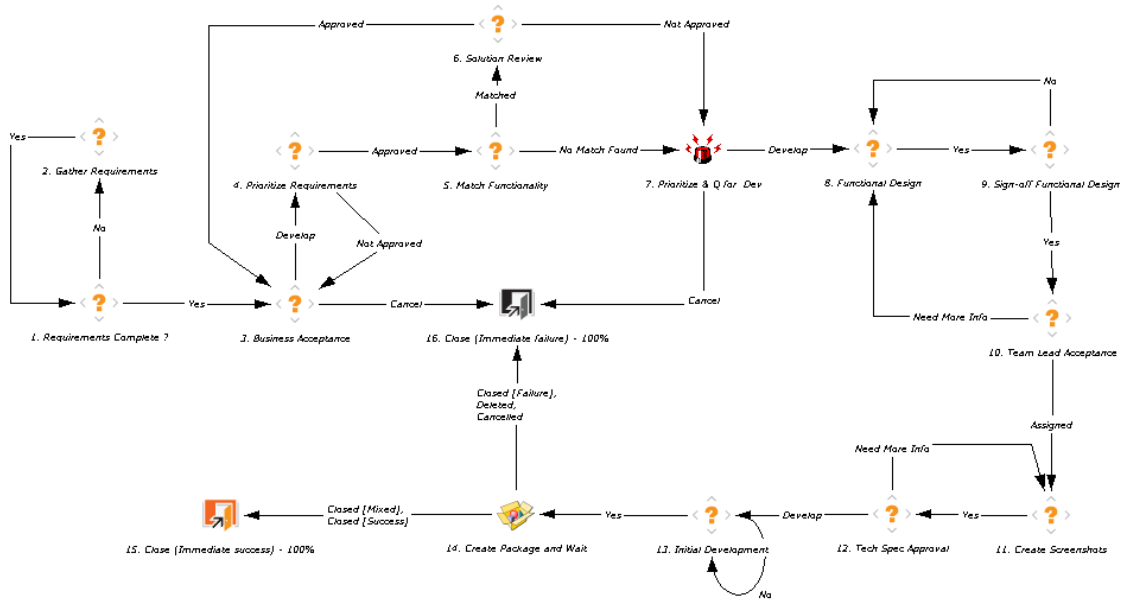 Approved
Not Approved
6. Solution Review
Matched
No
Yes
2. Gather Requirements
Approved
No Match Found
Develop
Yes
4. Prioritize Requirements
5. Match Functionality
7. Prioritize & Q for Dev
8. Functional Design
9. Sign-off Functional Design
No
Develop
Not Approved
Yes
Yes
Cancel
Cancel
Need More Info
1. Requirements Complete ?
3. Business Acceptance
16. Close (Immediate failure) - 100%
10. Team Lead Acceptance
Closed [Failure],
Deleted,
Cancelled
Assigned
Need More Info
Closed [Mixed],
Closed [Success]
Yes
Develop
Yes
15. Close (Immediate success) - 100%
14. Create Package and Wait
13. Initial Development
12. Tech Spec Approval
11. Create Screenshots
No